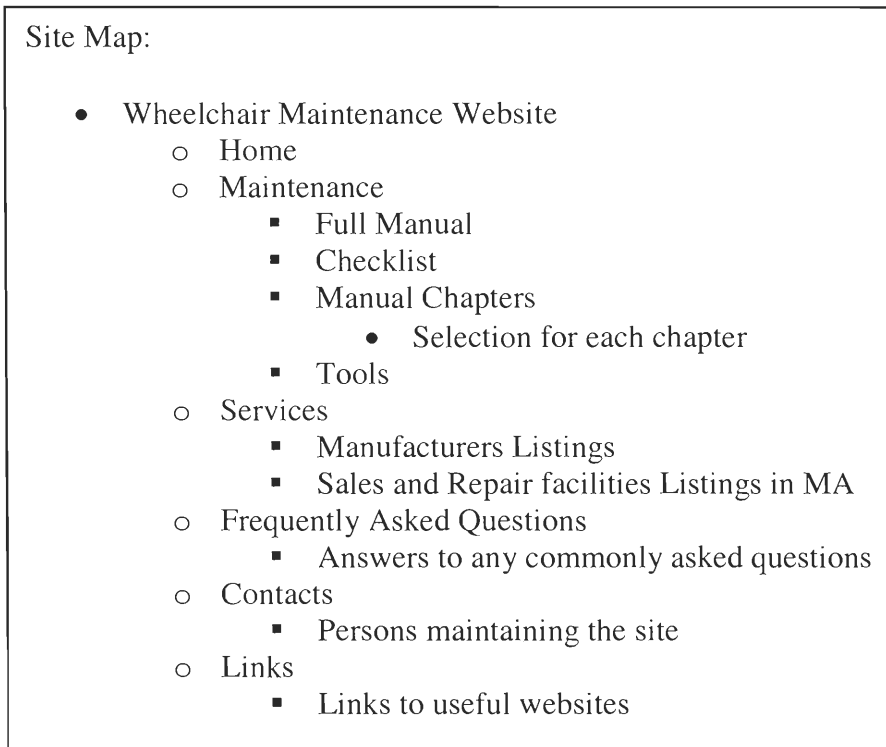 Site Map:
• Wheelchair Maintenance Website
o Home
o Maintenance
▪ Full Manual
▪ Checklist
▪ Manual Chapters
• Selection for each chapter
▪ Tools
o Services
▪ Manufacturers Listings
▪ Sales and Repair facilities Listings in MA
o Frequently Asked Questions
▪ Answers to any commonly asked questions
o Contacts
▪ Persons maintaining the site
o Links
▪ Links to useful websites